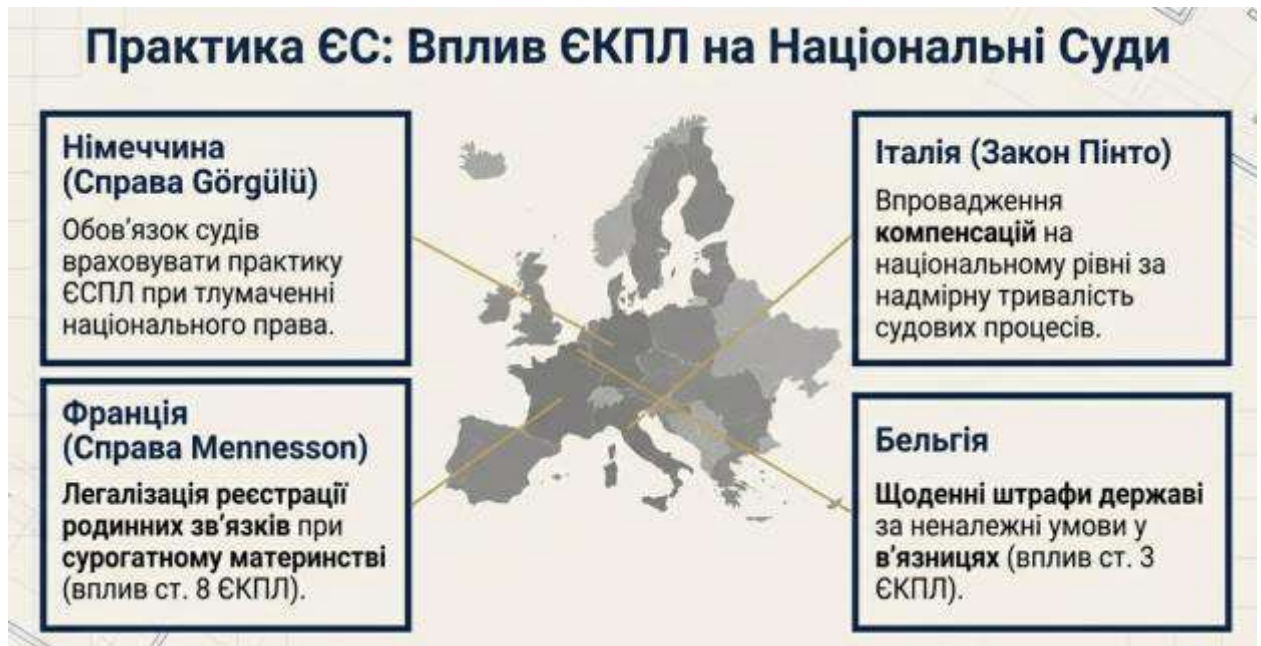 Практика ЄС: Вплив ЄКПЛ на Національні Суди
Німеччина
(Справа Görgülü)
Обов'язок судів
враховувати практику
ЄСПЛ при тлумаченні
національного права.
Франція
(Справа Mennesson)
Легалізація реєстрації
родинних зв'язків при
сурогатному материнстві
(вплив ст. 8 ЄКПЛ).
Італія (Закон Пінто)
Впровадження
компенсацій на
національному рівні за
надмірну тривалість
судових процесів.
Бельгія
Щоденні штрафи державі
за неналежні умови у
в'язницях (вплив ст. 3
ЄКПЛ).